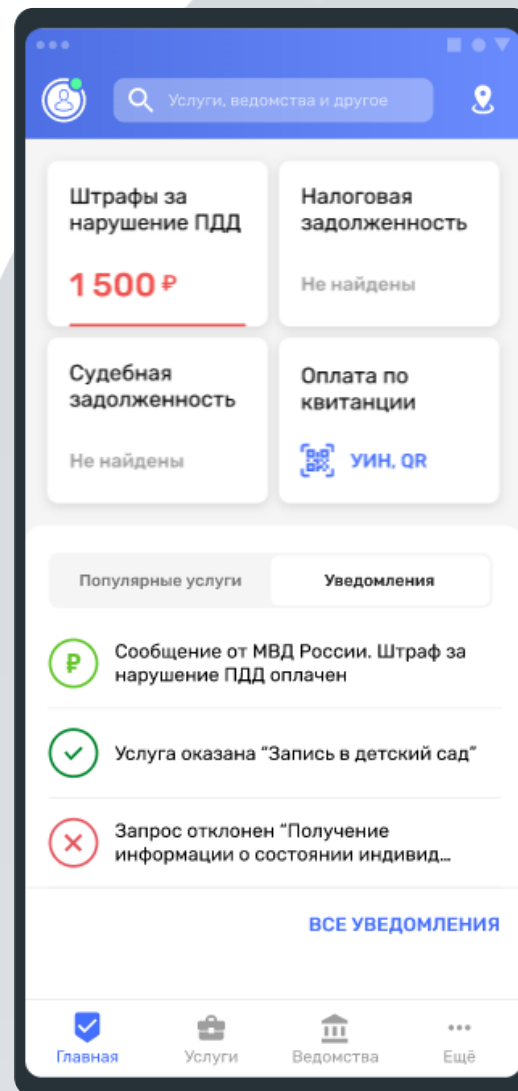 Услуги, ведомства и другое
Штрафы за
нарушение ПДД
1 500 ₽
Налоговая
задолженность
Не найдены
Судебная
задолженность
Не найдены
Оплата по
квитанции
УИН, QR
Популярные услуги
Уведомления
₽
Сообщение от МВД России. Штраф за
нарушение ПДД оплачен
Услуга оказана "Запись в детский сад"
Запрос отклонен "Получение
информации о состоянии индивид...
ВСЕ УВЕДОМЛЕНИЯ
Главная
Услуги
Ведомства
Ещё